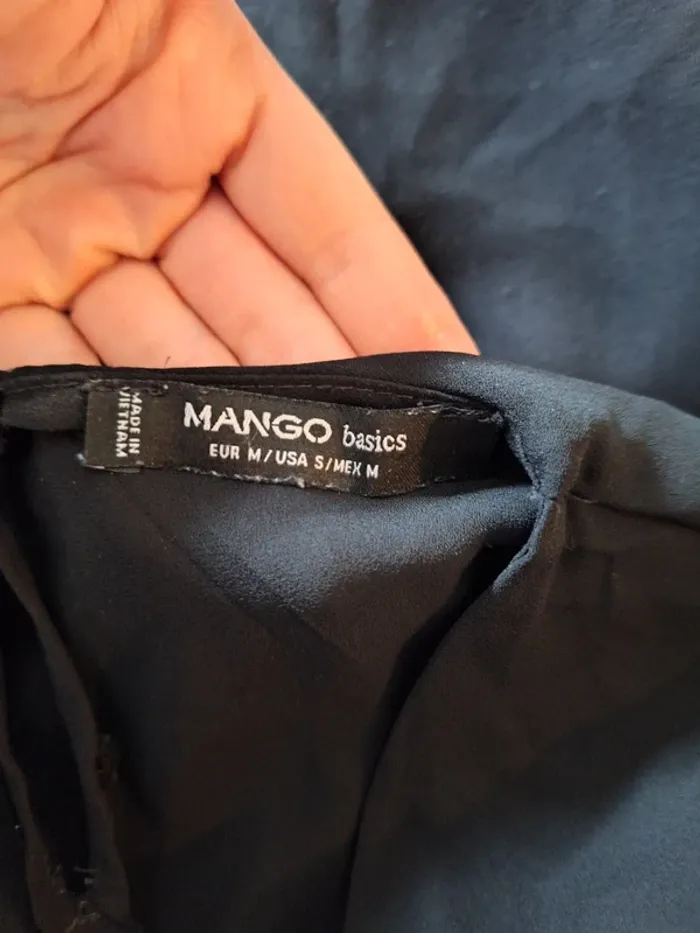 MANGO basics
EUR M/USA S/MEX M
MADE IN
VIETNAM